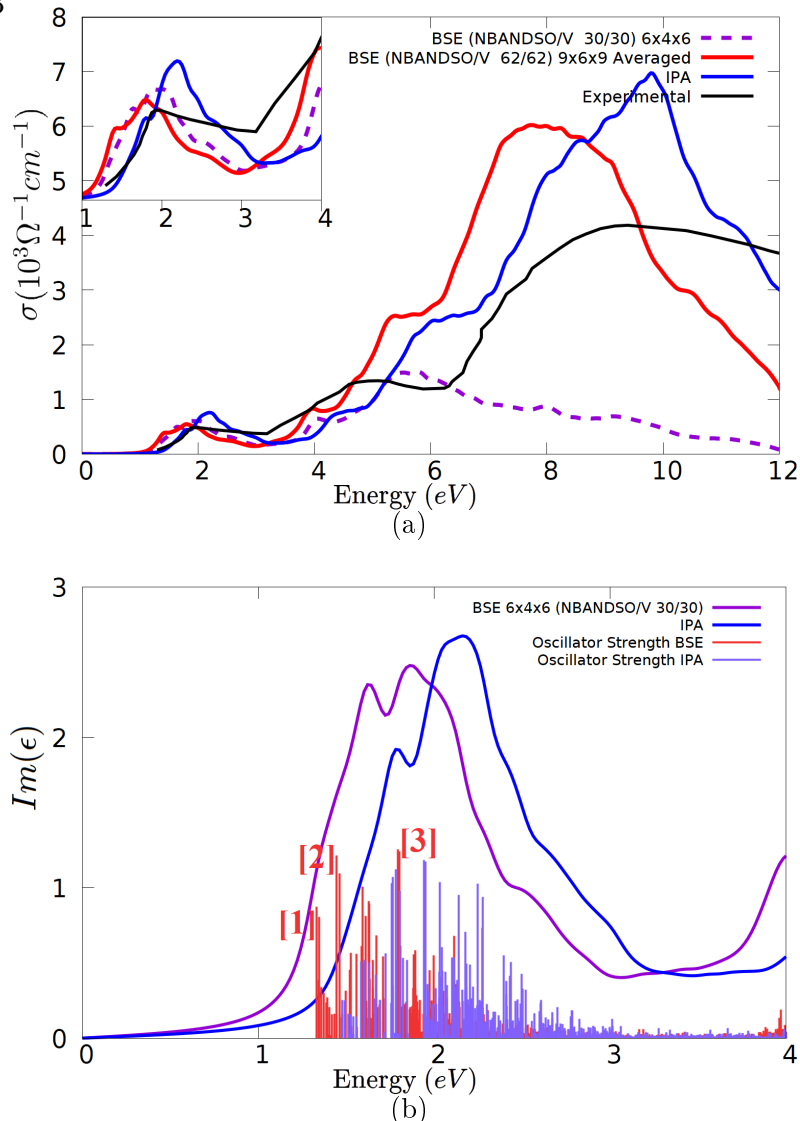 8
BSE (NBANDSO/V 30/30) 6x4x6
7
BSE (NBANDSO/V 62/62) 9x6x9 Averaged
IPA
Experimental
6
5
1 2 3 4
4
σ(10³Ω⁻¹cm⁻¹)
3
2
1
0
0 2 4 6 8 10 12
Energy (eV)
(a)
3
BSE 6x4x6 (NBANDSO/V 30/30)
IPA
Oscillator Strength BSE
Oscillator Strength IPA
2
Im(ϵ)
[3]
[2]
1
[1]
0
0 1 2 3 4
Energy (eV)
(b)